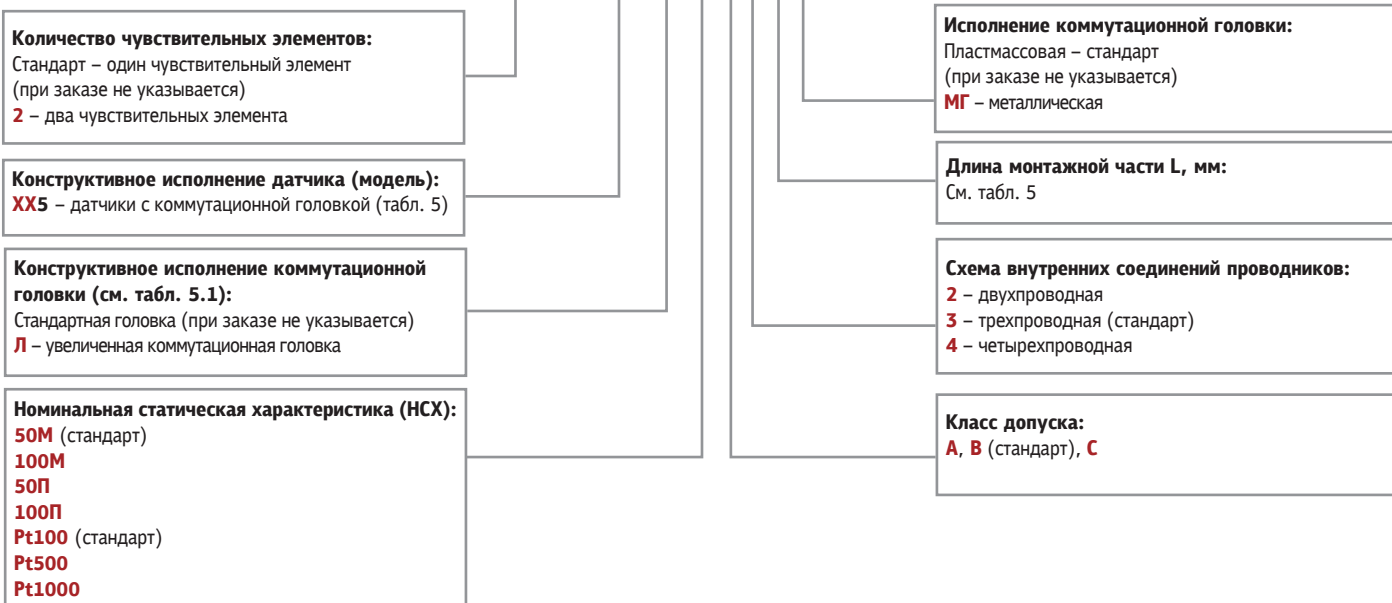 Количество чувствительных элементов:
Стандарт – один чувствительный элемент
(при заказе не указывается)
2 – два чувствительных элемента
Конструктивное исполнение датчика (модель):
ХХ5 – датчики с коммутационной головкой (табл. 5)
Конструктивное исполнение коммутационной
головки (см. табл. 5.1):
Стандартная головка (при заказе не указывается)
Л – увеличенная коммутационная головка
Номинальная статическая характеристика (НСХ):
50М (стандарт)
100М
50П
100П
Pt100 (стандарт)
Pt500
Pt1000
Исполнение коммутационной головки:
Пластмассовая – стандарт
(при заказе не указывается)
МГ – металлическая
Длина монтажной части L, мм:
См. табл. 5
Схема внутренних соединений проводников:
2 – двухпроводная
3 – трехпроводная (стандарт)
4 – четырехпроводная
Класс допуска:
А, В (стандарт), С